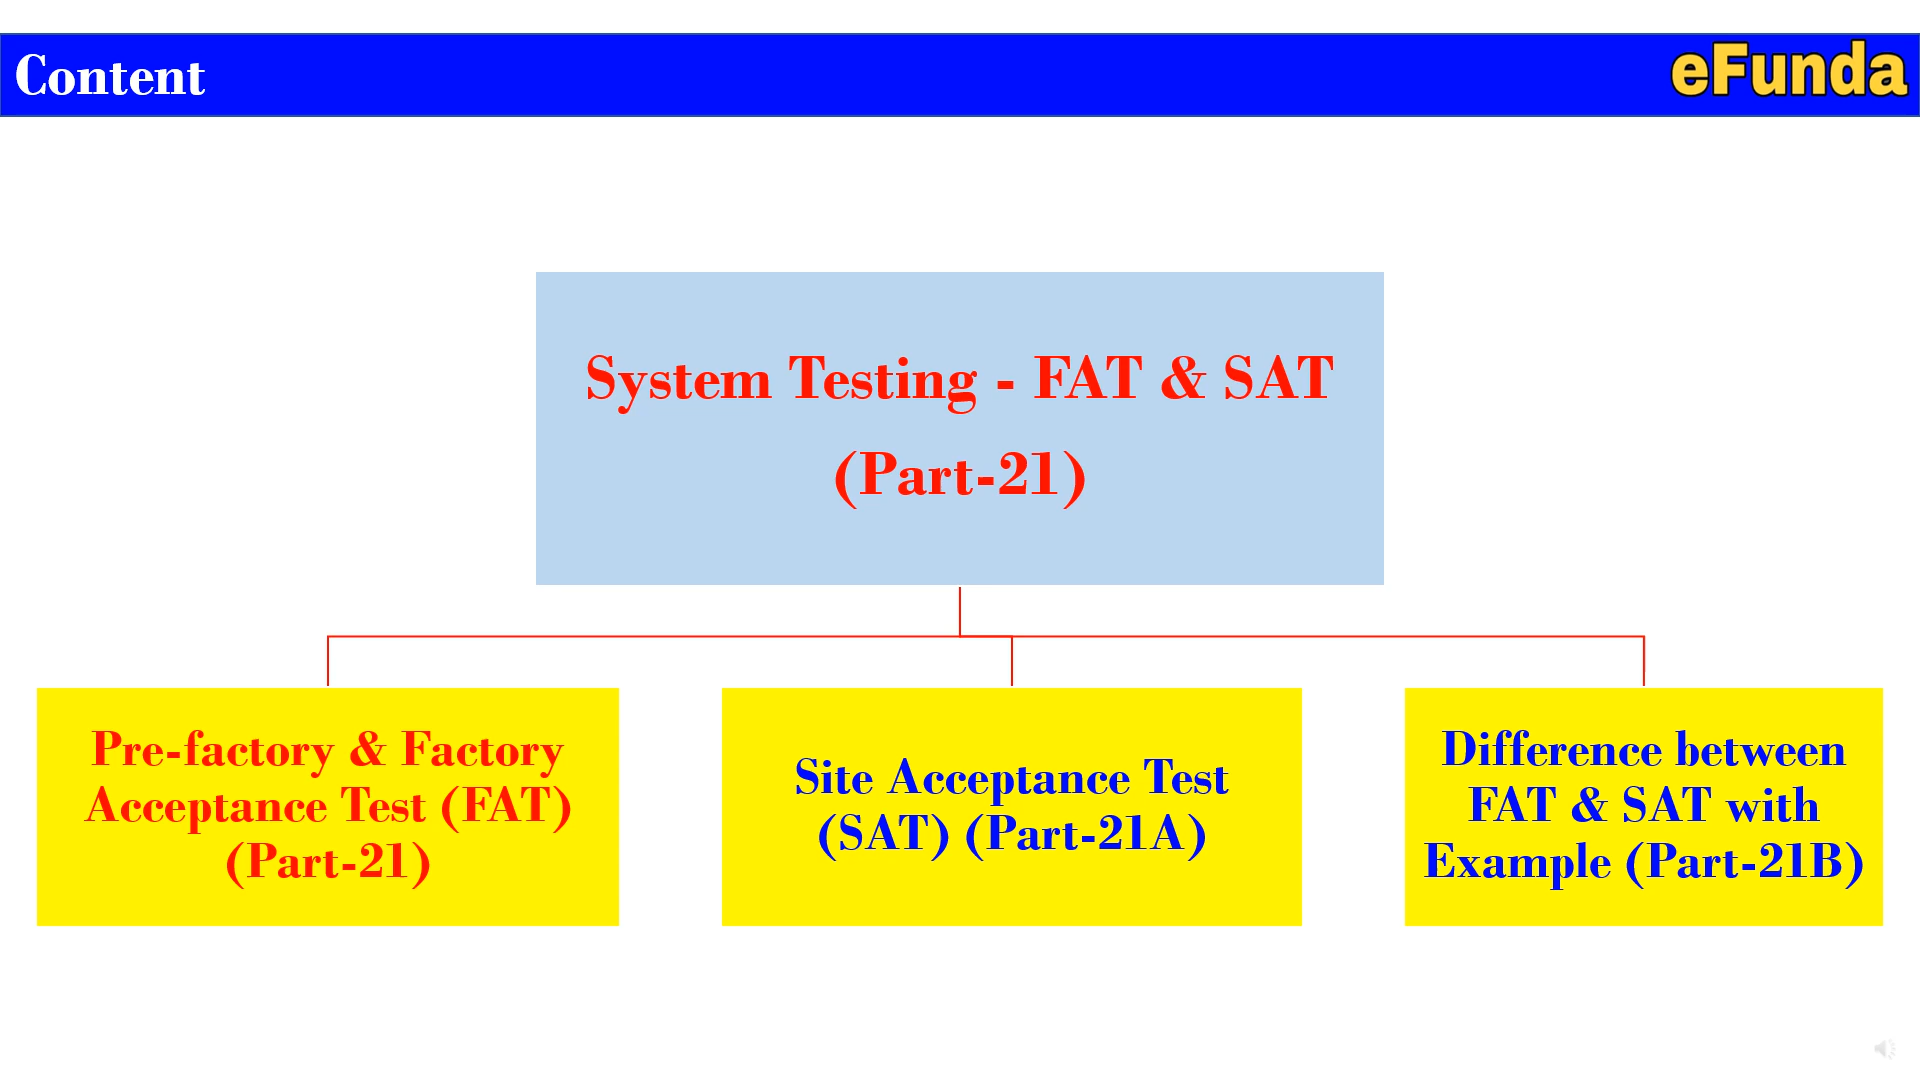 Content
eFunda
System Testing - FAT & SAT
(Part-21)
Pre-factory & Factory
Acceptance Test (FAT)
(Part-21)
Site Acceptance Test
(SAT) (Part-21A)
Difference between
FAT & SAT with
Example (Part-21B)